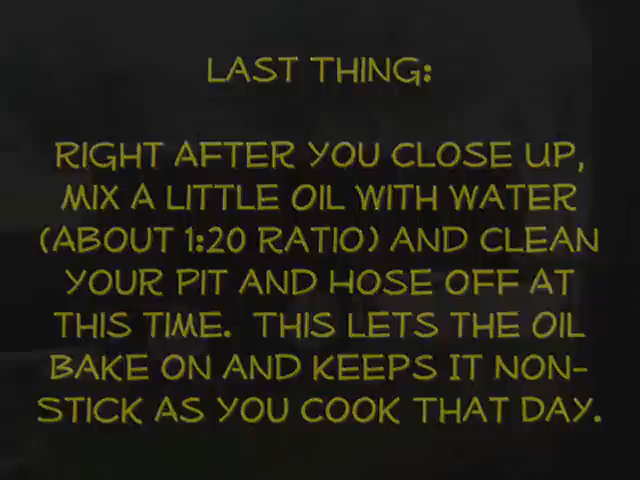 LAST THING:
RIGHT AFTER YOU CLOSE UP,
MIX A LITTLE OIL WITH WATER
(ABOUT 1:20 RATIO) AND CLEAN
YOUR PIT AND HOSE OFF AT
THIS TIME. THIS LETS THE OIL
BAKE ON AND KEEPS IT NON-
STICK AS YOU COOK THAT DAY.